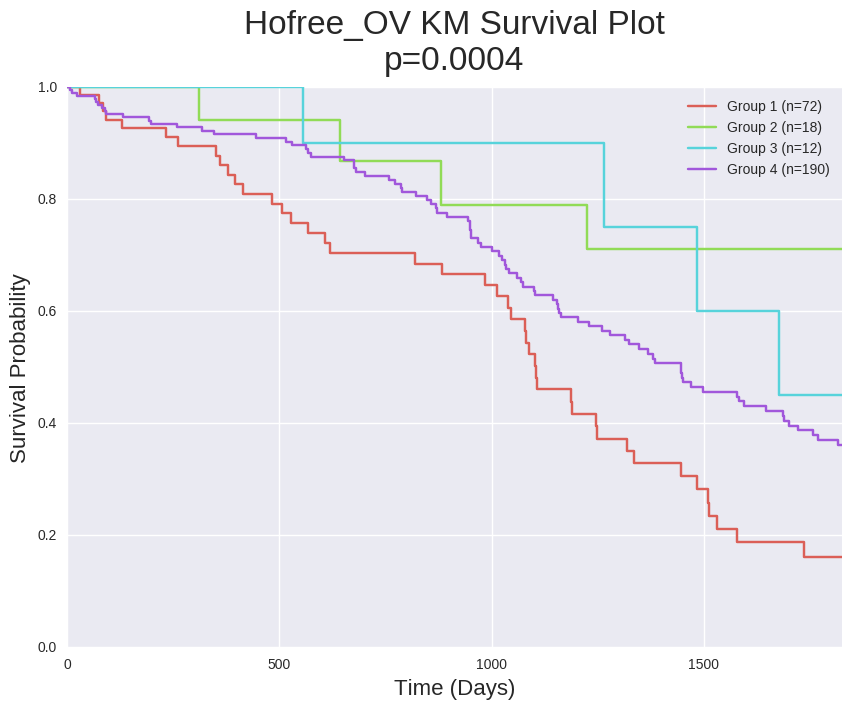 Hofree_OV KM Survival Plot
p=0.0004
Group 1 (n=72)
Group 2 (n=18)
Group 3 (n=12)
Group 4 (n=190)
Survival Probability
1.0
0.8
0.6
0.4
0.2
0.0
0 500 1000 1500
Time (Days)